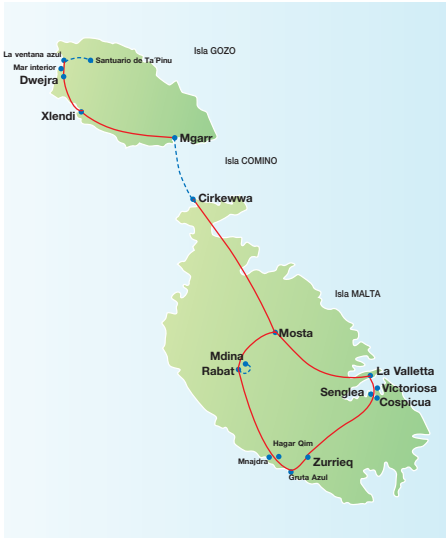 Isla GOZO
La ventana azul
Santuario de Ta´Pinu
Mar interior
Dwejra
Xlendi
Mgarr
Isla COMINO
Cirkewwa
Isla MALTA
Mosta
Mdina
Rabat
La Valletta
Senglea
Victoriosa
Cospicua
Hagar Qim
Mnajdra
Zurrieq
Gruta Azul